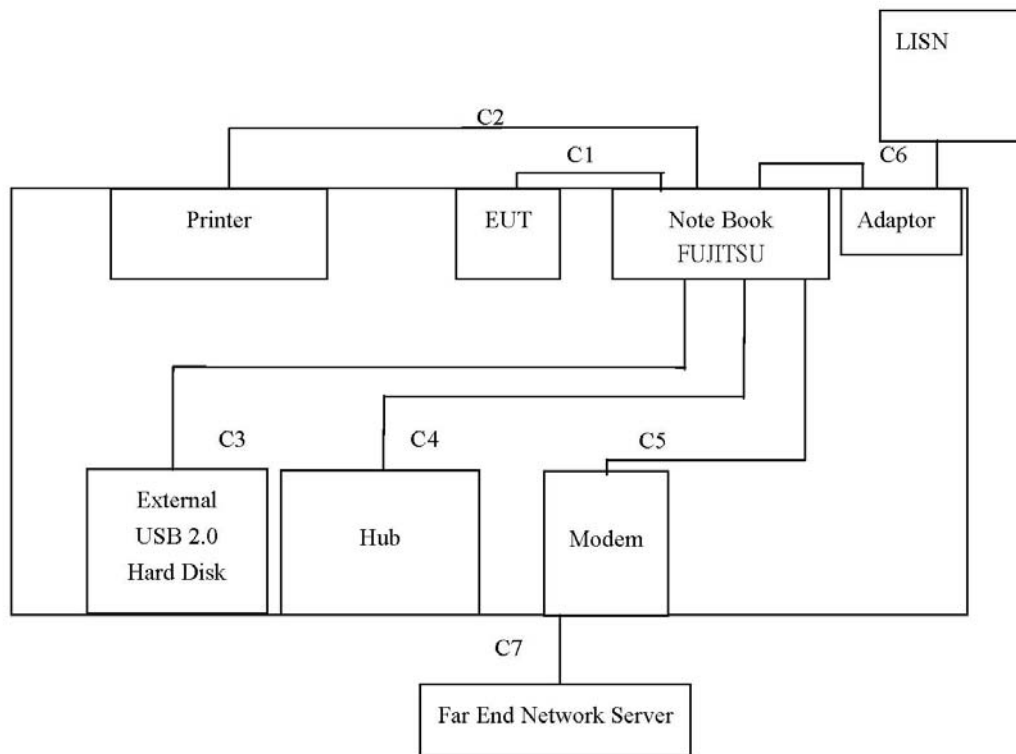 LISN
C2
C1
C6
Printer
EUT
Note Book
FUJITSU
Adaptor
C3
C4
C5
External
USB 2.0
Hard Disk
Hub
Modem
C7
Far End Network Server